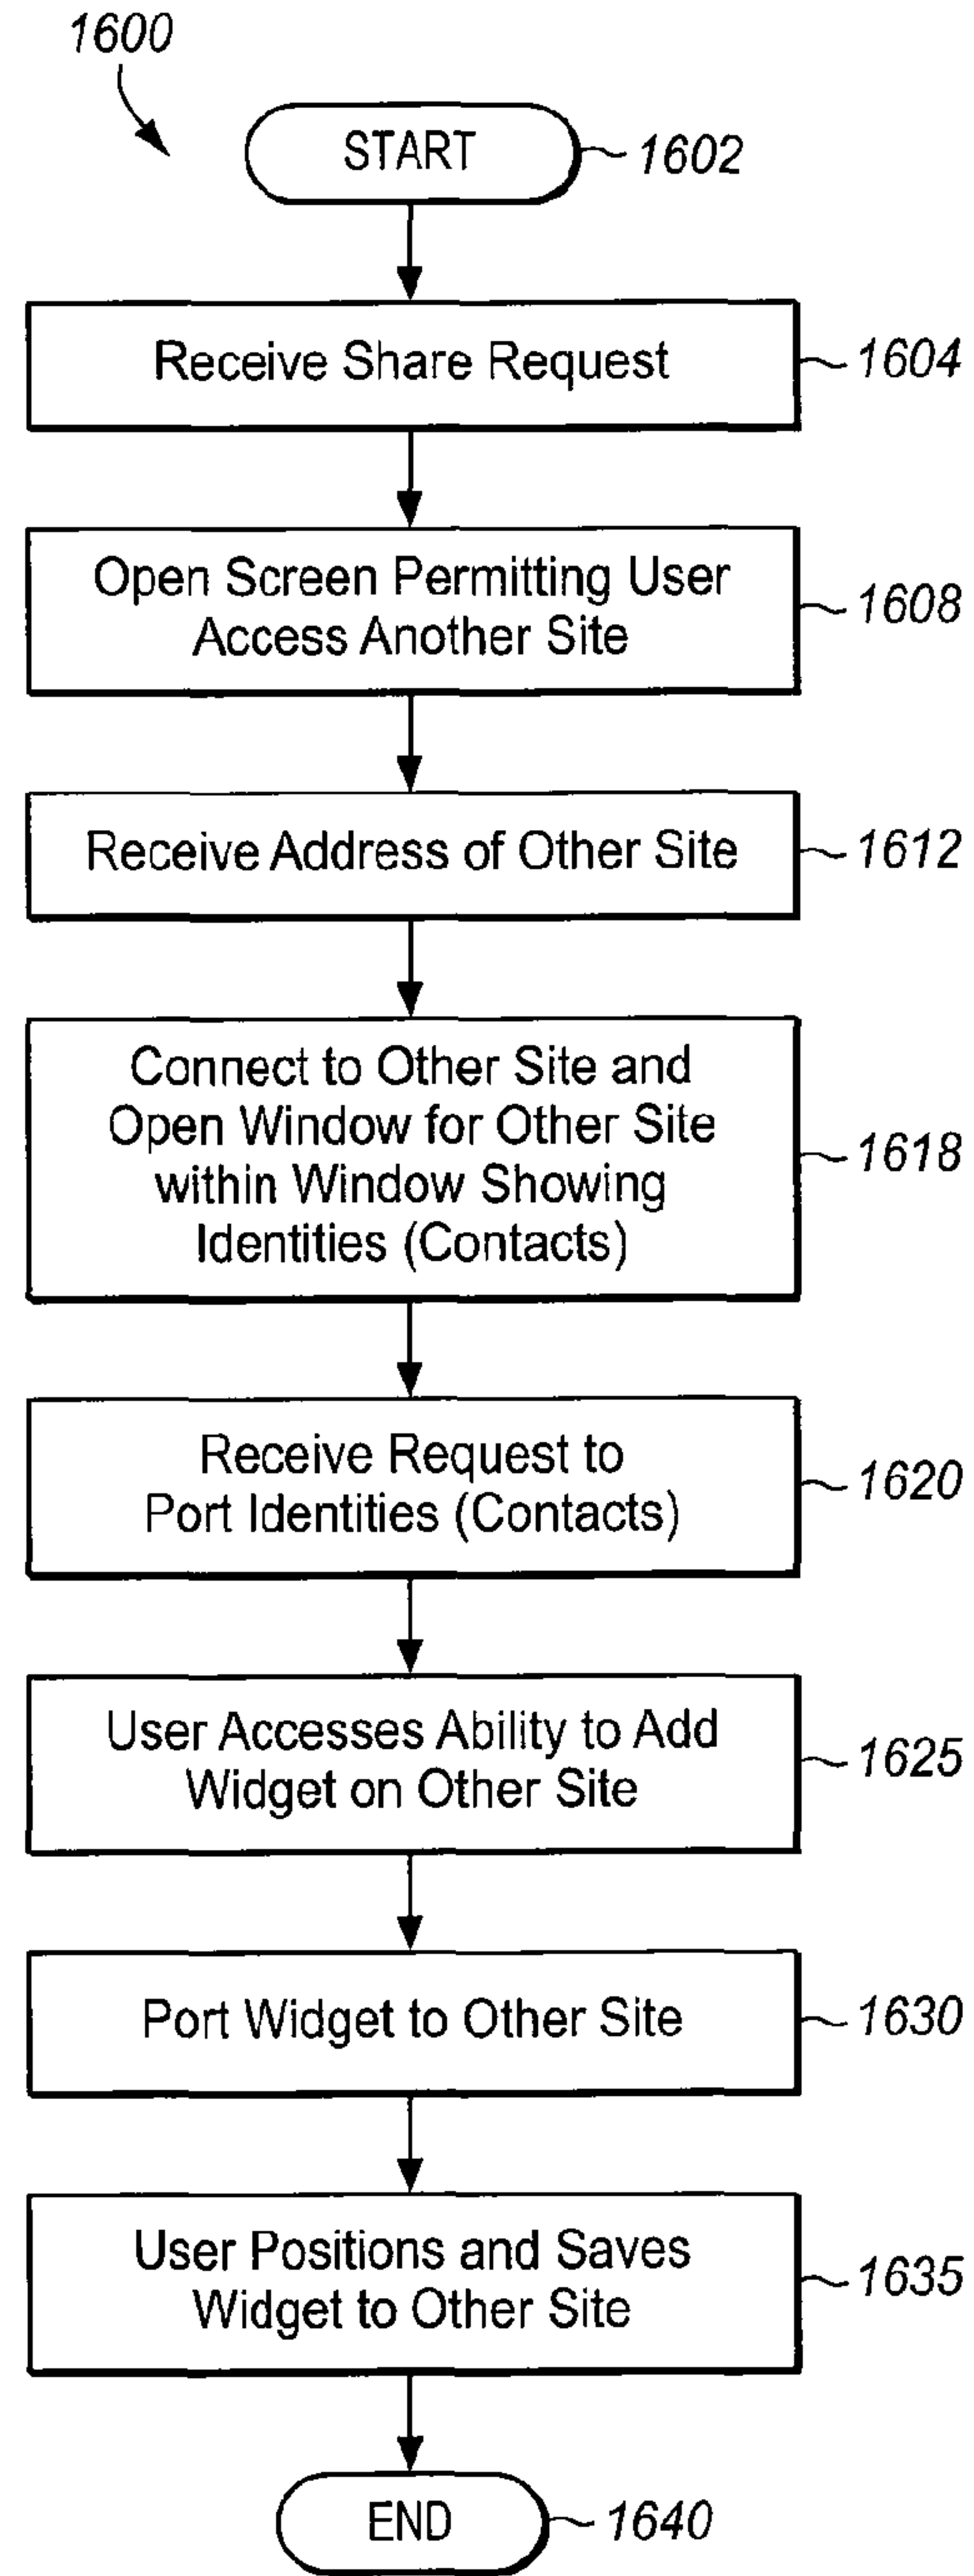 1600
START
1602
Receive Share Request
1604
Open Screen Permitting User
Access Another Site
1608
Receive Address of Other Site
1612
Connect to Other Site and
Open Window for Other Site
within Window Showing
Identities (Contacts)
1618
Receive Request to
Port Identities (Contacts)
1620
User Accesses Ability to Add
Widget on Other Site
1625
Port Widget to Other Site
1630
User Positions and Saves
Widget to Other Site
1635
END
1640